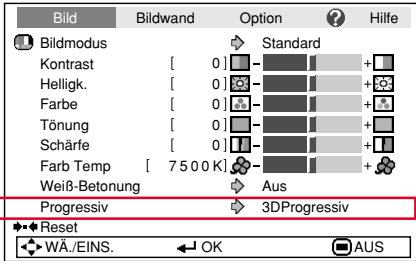 Bild Bildwand Option ? Hilfe
Bildmodus Standard
Kontrast [ 0] - +
Helligk. [ 0] - +
Farbe [ 0] - +
Tönung [ 0] - +
Schärfe [ 0] - +
Farb Temp [ 7500K] - +
Weiß-Betonung Aus
Progressiv 3DProgressiv
Reset
WÄ./EINS. OK AUS